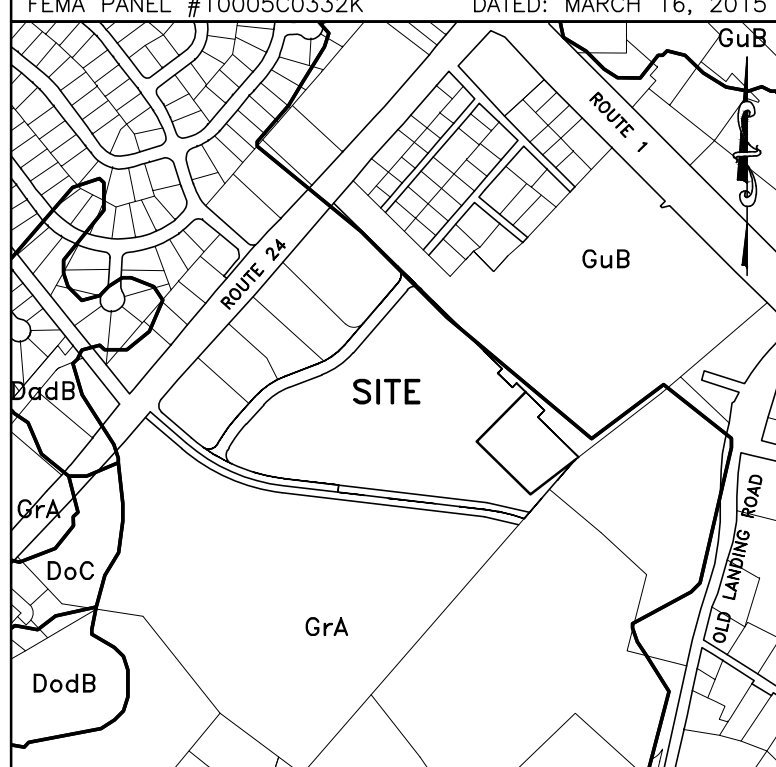 FEMA PANEL #10005C0332K DATED: MARCH 16, 2015
GuB
ROUTE 1
ROUTE 24
GuB
SITE
DadB
GrA
OLD LANDING ROAD
DoC
GrA
DodB